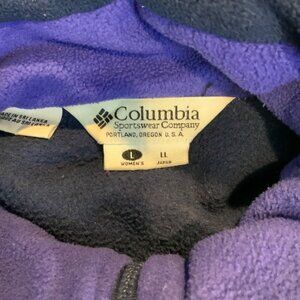 Columbia
Sportswear Company
PORTLAND, OREGON U.S.A.
L
WOMEN'S
LL
JAPAN
MADE IN SRI LANKA